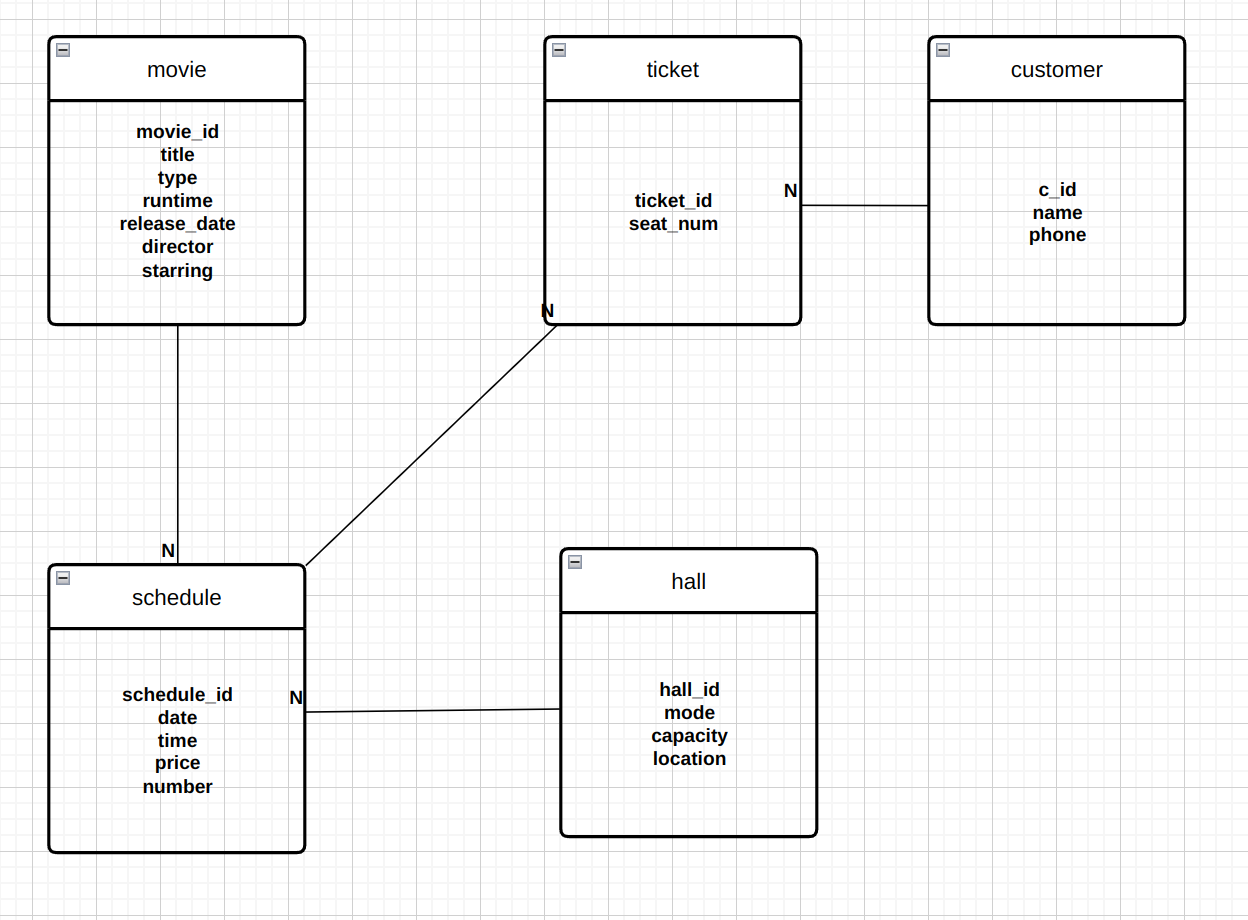 movie
movie_id
title
type
runtime
release_date
director
starring
ticket
ticket_id
seat_num
N
N
customer
c_id
name
phone
N
schedule
schedule_id
date
time
price
number
N
hall
hall_id
mode
capacity
location